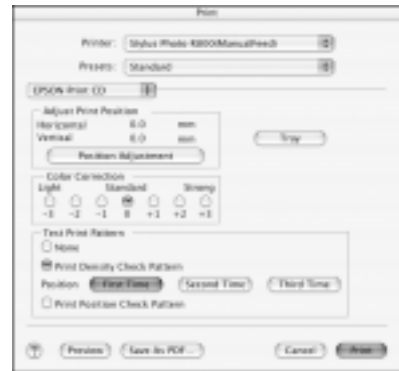 Print
Printer: Stylus Photo R800(ManualFeed)
Presets: Standard
EPSON Print CD
Adjust Print Position
Horizontal 0.0 mm
Vertical 0.0 mm
Tray
Position Adjustment
Color Correction
Light Standard Strong
-3 -2 -1 0 +1 +2 +3
Test Print Pattern
None
Print Density Check Pattern
Position First Time Second Time Third Time
Print Position Check Pattern
? Preview Save As PDF... Cancel Print